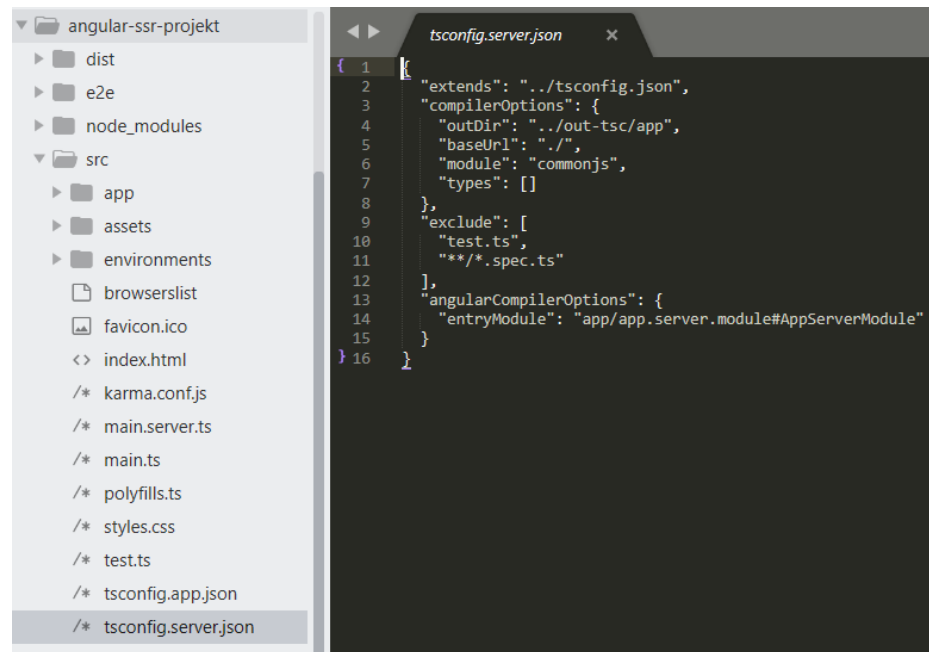 angular-ssr-projekt
dist
e2e
node_modules
src
app
assets
environments
browserslist
favicon.ico
<> index.html
/* karma.conf.js
/* main.server.ts
/* main.ts
/* polyfills.ts
/* styles.css
/* test.ts
/* tsconfig.app.json
/* tsconfig.server.json
tsconfig.server.json ×
{ 1 {
2 "extends": "../tsconfig.json",
3 "compilerOptions": {
4 "outDir": "../out-tsc/app",
5 "baseUrl": "./",
6 "module": "commonjs",
7 "types": []
8 },
9 "exclude": [
10 "test.ts",
11 "**/*.spec.ts"
12 ],
13 "angularCompilerOptions": {
14 "entryModule": "app/app.server.module#AppServerModule"
15 }
} 16 }